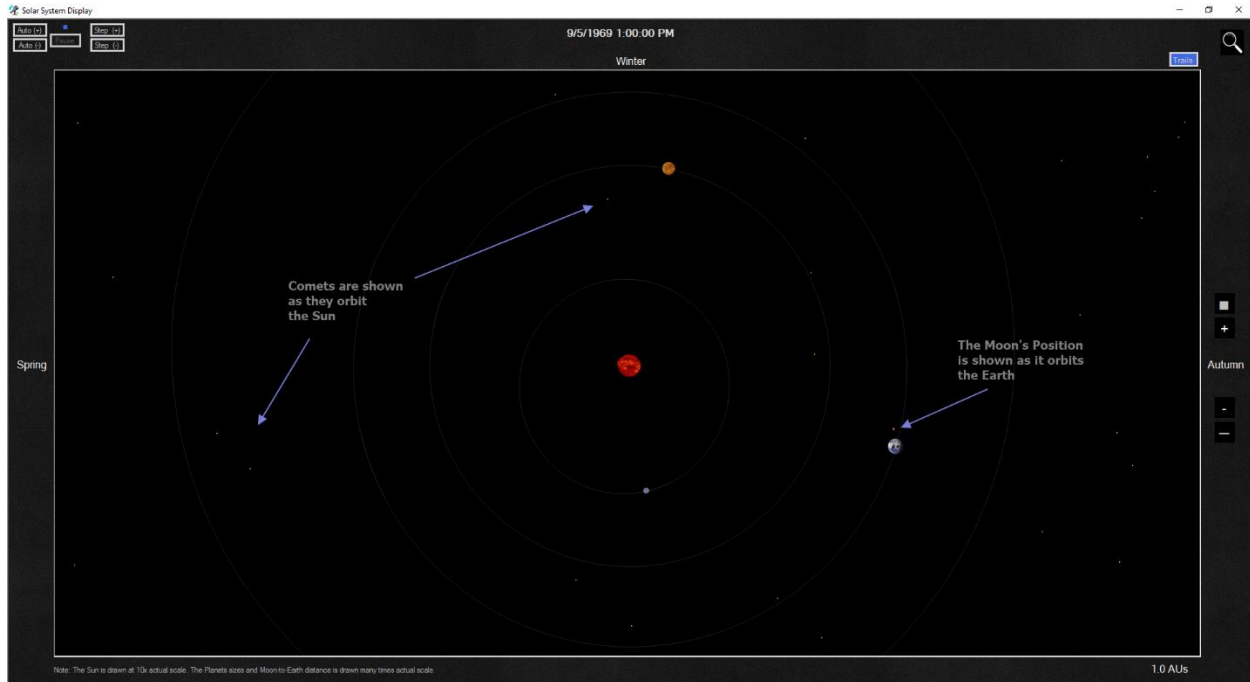 Solar System Display
Auto (+)
Step (+)
Pause
Auto (-)
Step (-)
9/5/1969 1:00:00 PM
Winter
Trails
Comets are shown
as they orbit
the Sun
The Moon's Position
is shown as it orbits
the Earth
Spring
Autumn
+
-
—
Note: The Sun is drawn at 10x actual scale. The Planets sizes and Moon-to-Earth distance is drawn many times actual scale
1.0 AUs